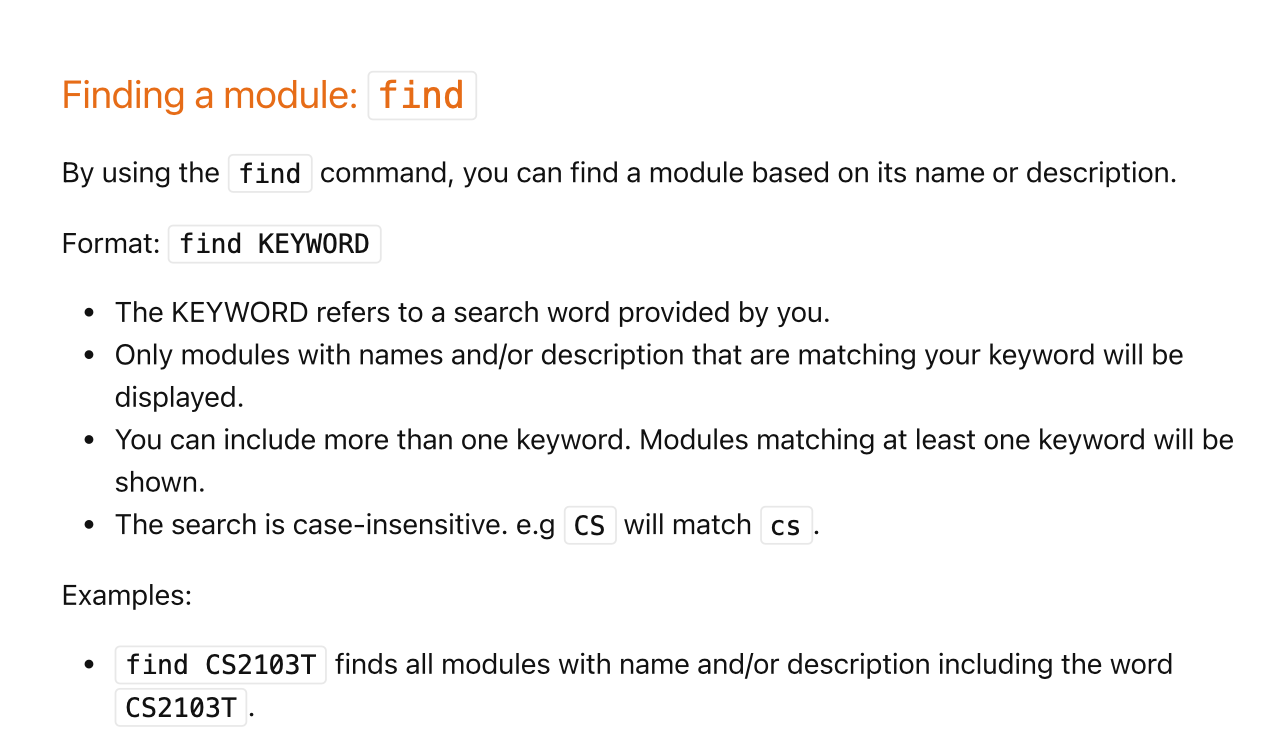 Finding a module: find
By using the find command, you can find a module based on its name or description.
Format: find KEYWORD
• The KEYWORD refers to a search word provided by you.
• Only modules with names and/or description that are matching your keyword will be
displayed.
• You can include more than one keyword. Modules matching at least one keyword will be
shown.
• The search is case-insensitive. e.g CS will match cs.
Examples:
• find CS2103T finds all modules with name and/or description including the word
CS2103T.